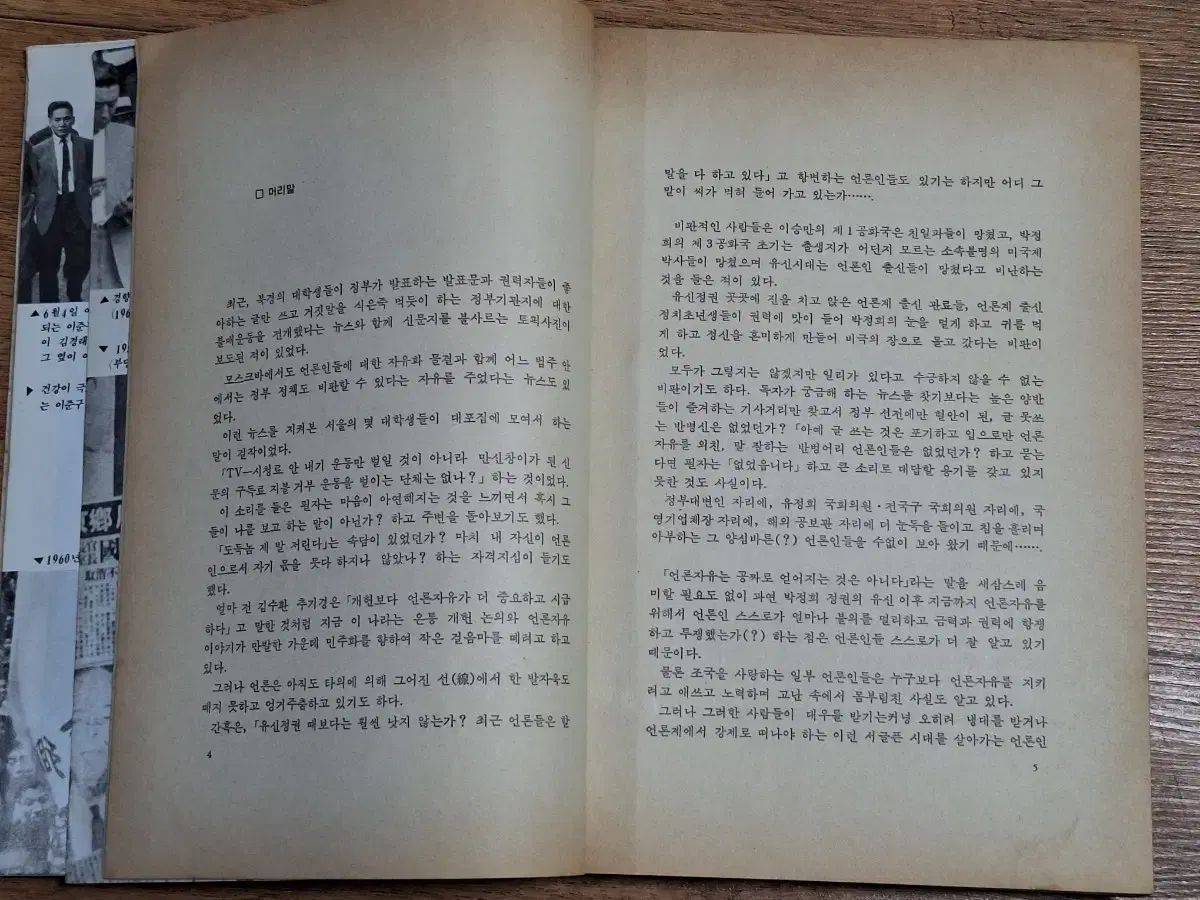 ▲6월4일
되는 이준
이 김경래
그 옆이
▶ 건강이
는 이준구
▼1960년
▲ 경향
▼
鄕
國
□ 머리말
최근, 북경의 대학생들이 정부가 발표하는 발표문과 권력자들이 좋
아하는 글만 쓰고 거짓말을 식은죽 먹듯이 하는 정부기관지에 대한
불매운동을 전개했다는 뉴스와 함께 신문지를 불사르는 토픽사진이
보도된 적이 있었다.
모스크바에서도 언론인들에 대한 자유화 물결과 함께 어느 범주 안
에서는 정부 정책도 비판할 수 있다는 자유를 주었다는 뉴스도 있
었다.
이런 뉴스를 지켜본 서울의 몇 대학생들이 대포집에 모여서 하는
말이 걸작이었다.
「TV—시청료 안 내기 운동만 벌일 것이 아니라 만신창이가 된 신
문의 구독료 지불 거부 운동을 벌이는 단체는 없나?」하는 것이었다.
이 소리를 들은 필자는 마음이 아연해지는 것을 느끼면서 혹시 그
들이 나를 보고 하는 말이 아닌가? 하고 주변을 돌아보기도 했다.
「도둑놈 제 말 저린다」는 속담이 있었던가? 마치 내 자신이 언론
인으로서 자기 몫을 못다 하지나 않았나? 하는 자격지심이 들기도
했다.
얼마 전 김수환 추기경은「개헌보다 언론자유가 더 중요하고 시급
하다」고 말한 것처럼 지금 이 나라는 온통 개헌 논의와 언론자유
이야기가 만발한 가운데 민주화를 향하여 작은 걸음마를 떼려고 하고
있다.
그러나 언론은 아직도 타의에 의해 그어진 선(線)에서 한 발자욱도
떼지 못하고 엉거주춤하고 있기도 하다.
간혹은,「유신정권 때보다는 훨씬 낫지 않는가? 최근 언론들은 할
4
말을 다 하고 있다」고 항변하는 언론인들도 있기는 하지만 어디 그
말이 씨가 먹혀 들어 가고 있는가…….
비판적인 사람들은 이승만의 제1공화국은 친일파들이 망쳤고, 박정
희의 제3공화국 초기는 출생지가 어딘지 모르는 소속불명의 미국제
박사들이 망쳤으며 유신시대는 언론인 출신들이 망쳤다고 비난하는
것을 들은 적이 있다.
유신정권 곳곳에 진을 치고 앉은 언론계 출신 관료들, 언론계 출신
정치초년생들이 권력에 맛이 들어 박정희의 눈을 멀게 하고 귀를 먹
게 하고 정신을 혼미하게 만들어 비극의 장으로 몰고 갔다는 비판이
었다.
모두가 그렇지는 않겠지만 일리가 있다고 수긍하지 않을 수 없는
비판이기도 하다. 독자가 궁금해 하는 뉴스를 찾기보다는 높은 양반
들이 즐겨하는 기사거리만 찾고서 정부 선전에만 혈안이 된, 글 못쓰
는 반병신은 없었던가?「아예 글 쓰는 것은 포기하고 입으로만 언론
자유를 외친, 말 잘하는 반벙어리 언론인들은 없었던가? 하고 묻는
다면 필자는「없었읍니다」하고 큰 소리로 대답할 용기를 갖고 있지
못한 것도 사실이다.
정부대변인 자리에, 유정회 국회의원·전국구 국회의원 자리에, 국
영기업체장 자리에, 해외 공보관 자리에 더 눈독을 들이고 침을 흘리며
아부하는 그 양심바른(?) 언론인들을 수없이 보아 왔기 때문에…….
「언론자유는 공짜로 얻어지는 것은 아니다」라는 말을 새삼스레 음
미할 필요도 없이 과연 박정희 정권의 유신 이후 지금까지 언론자유를
위해서 언론인 스스로가 얼마나 불의를 멀리하고 금력과 권력에 항쟁
하고 투쟁했는가(?) 하는 점은 언론인들 스스로가 더 잘 알고 있기
때문이다.
물론 조국을 사랑하는 일부 언론인들은 누구보다 언론자유를 지키
려고 애쓰고 노력하며 고난 속에서 몸부림친 사실도 알고 있다.
그러나 그러한 사람들이 대우를 받기는커녕 오히려 냉대를 받거나
언론계에서 강제로 떠나야 하는 이런 서글픈 시대를 살아가는 언론인
5